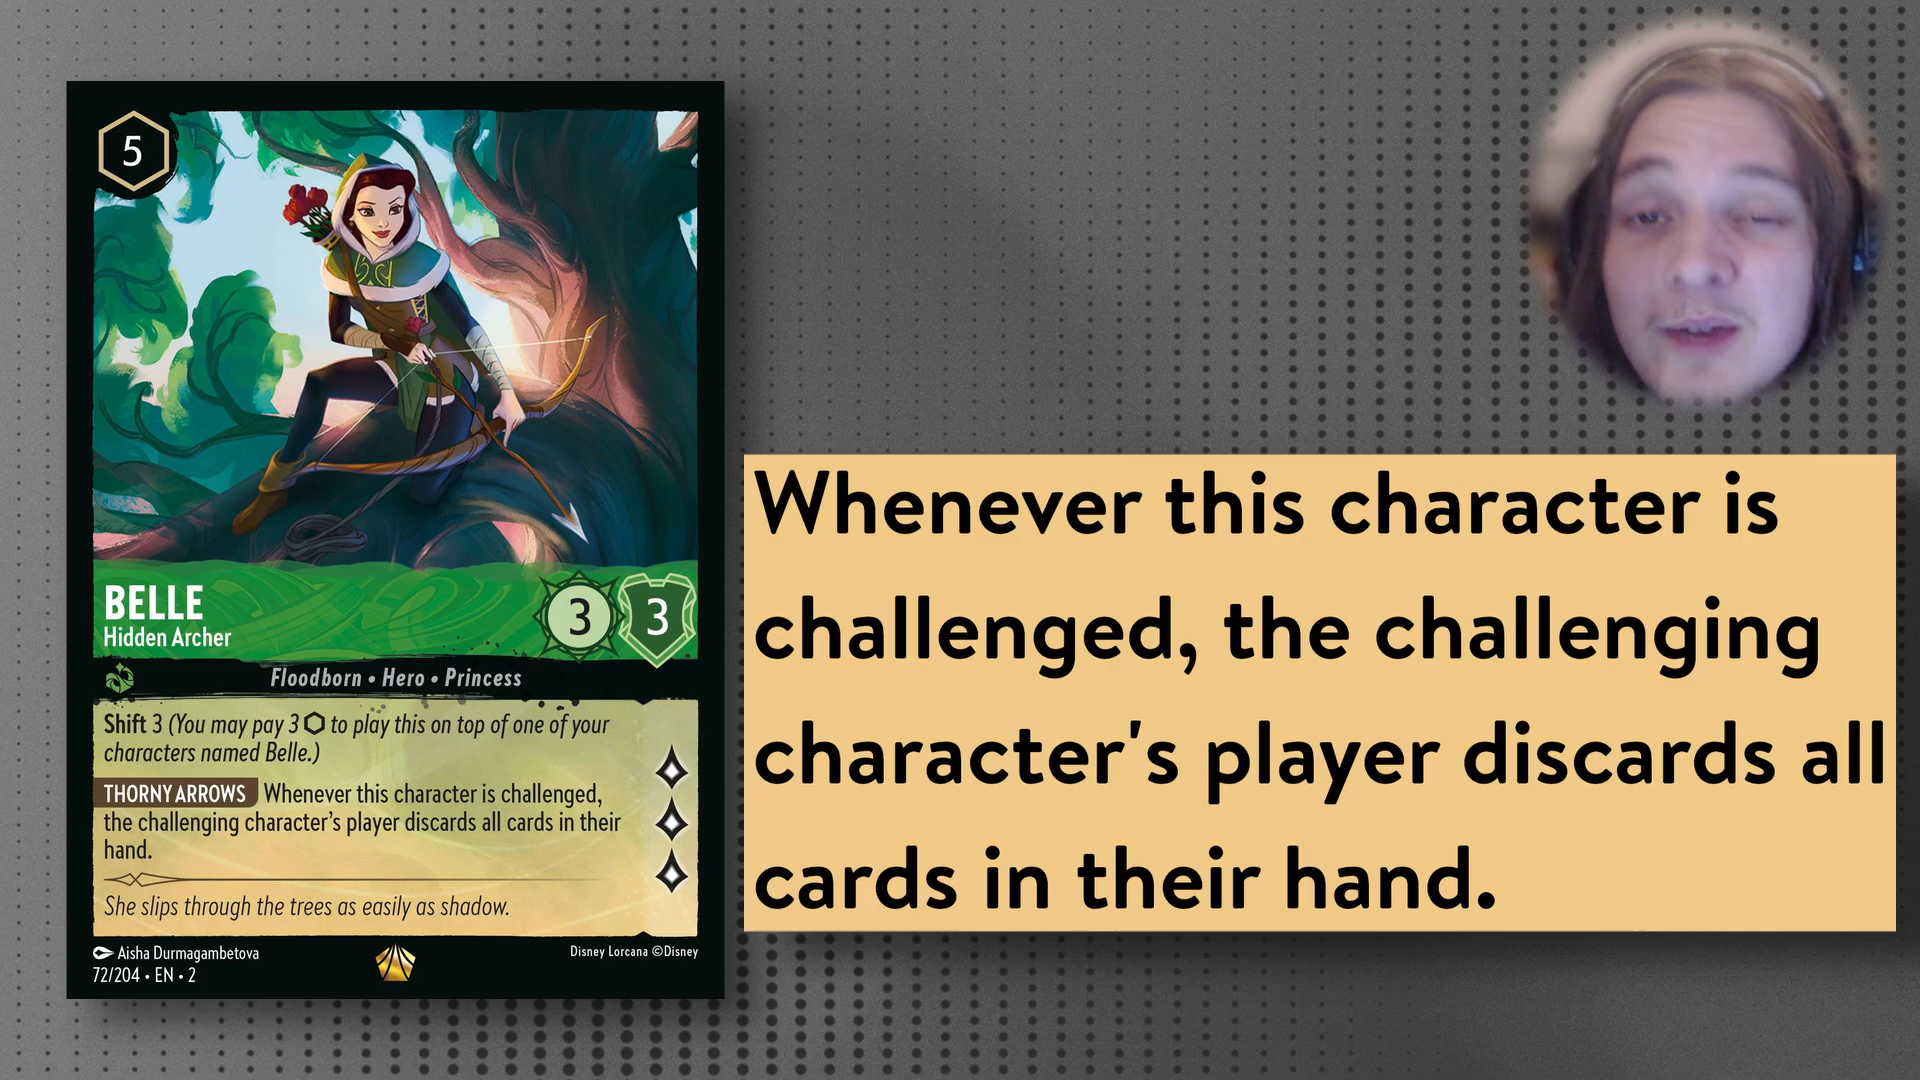 5
BELLE
Hidden Archer
3
3
Floodborn • Hero • Princess
Shift 3 (You may pay 3 ⬡ to play this on top of one of your
characters named Belle.)
THORNY ARROWS Whenever this character is challenged,
the challenging character’s player discards all cards in their
hand.
She slips through the trees as easily as shadow.
Aisha Durmagambetova
72/204 • EN • 2
Disney Lorcana ©Disney
Whenever this character is
challenged, the challenging
character's player discards all
cards in their hand.